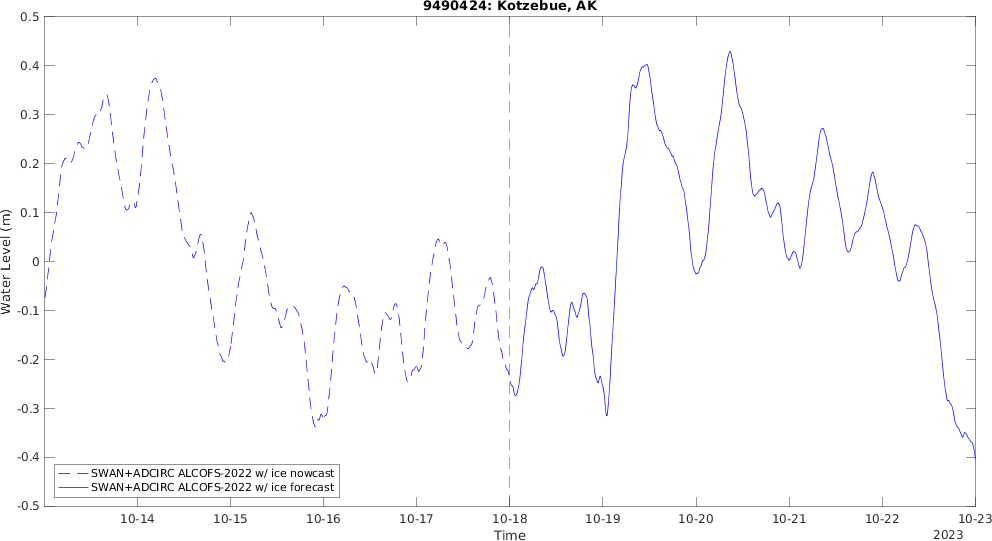 9490424: Kotzebue, AK
0.5
0.4
0.3
0.2
0.1
0
-0.1
-0.2
-0.3
-0.4
-0.5
Water Level (m)
SWAN+ADCIRC ALCOFS-2022 w/ ice nowcast
SWAN+ADCIRC ALCOFS-2022 w/ ice forecast
10-14 10-15 10-16 10-17 10-18 10-19 10-20 10-21 10-22 10-23
Time
2023